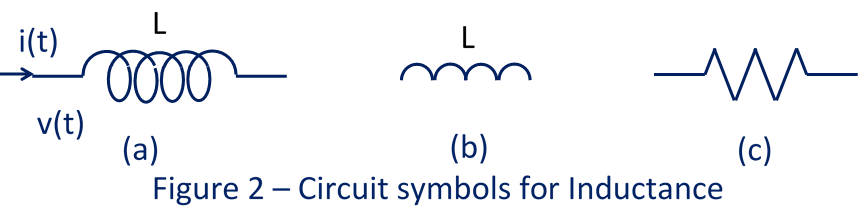 L
L
i(t)
v(t)
(a)
(b)
(c)
Figure 2 – Circuit symbols for Inductance